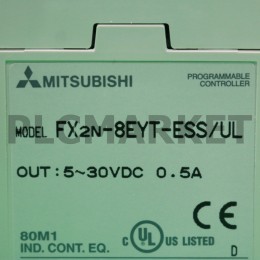 MITSUBISHI
PROGRAMMABLE
CONTROLLER
MODEL FX2N-8EYT-ESS/UL
PLCMARKET
OUT:5~30VDC 0.5A
80M1
IND. CONT. EQ.
C UL US LISTED
D